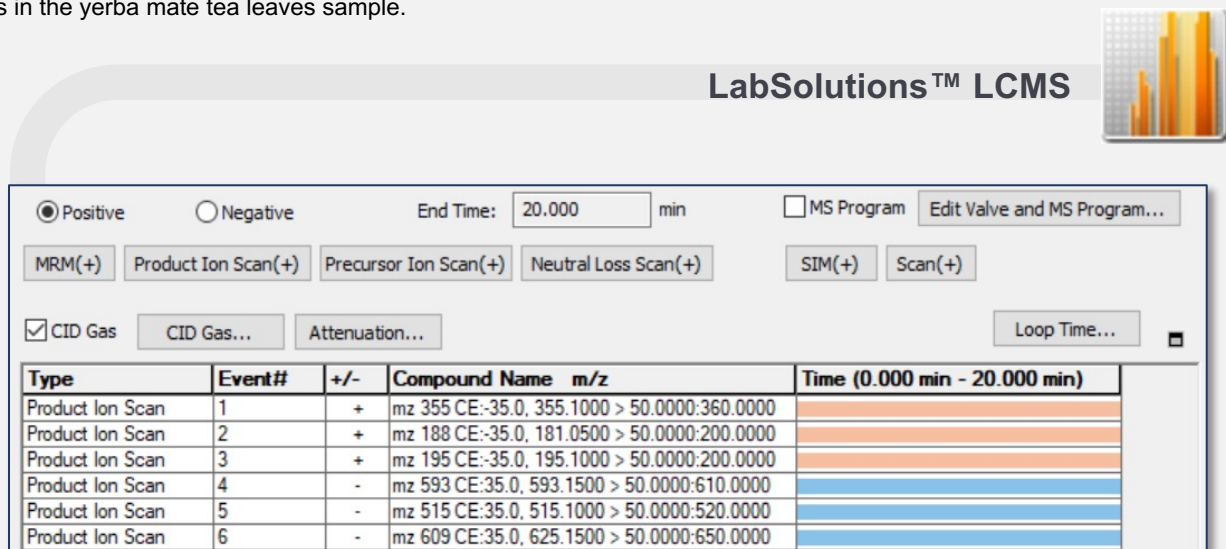 s in the yerba mate tea leaves sample.
LabSolutions™ LCMS
Positive Negative End Time: 20.000 min MS Program Edit Valve and MS Program...
MRM(+) Product Ion Scan(+) Precursor Ion Scan(+) Neutral Loss Scan(+) SIM(+) Scan(+)
CID Gas CID Gas... Attenuation... Loop Time...
Type Event# +/- Compound Name m/z Time (0.000 min - 20.000 min)
Product Ion Scan 1 + mz 355 CE:-35.0, 355.1000 > 50.0000:360.0000
Product Ion Scan 2 + mz 188 CE:-35.0, 181.0500 > 50.0000:200.0000
Product Ion Scan 3 + mz 195 CE:-35.0, 195.1000 > 50.0000:200.0000
Product Ion Scan 4 - mz 593 CE:35.0, 593.1500 > 50.0000:610.0000
Product Ion Scan 5 - mz 515 CE:35.0, 515.1000 > 50.0000:520.0000
Product Ion Scan 6 - mz 609 CE:35.0, 625.1500 > 50.0000:650.0000